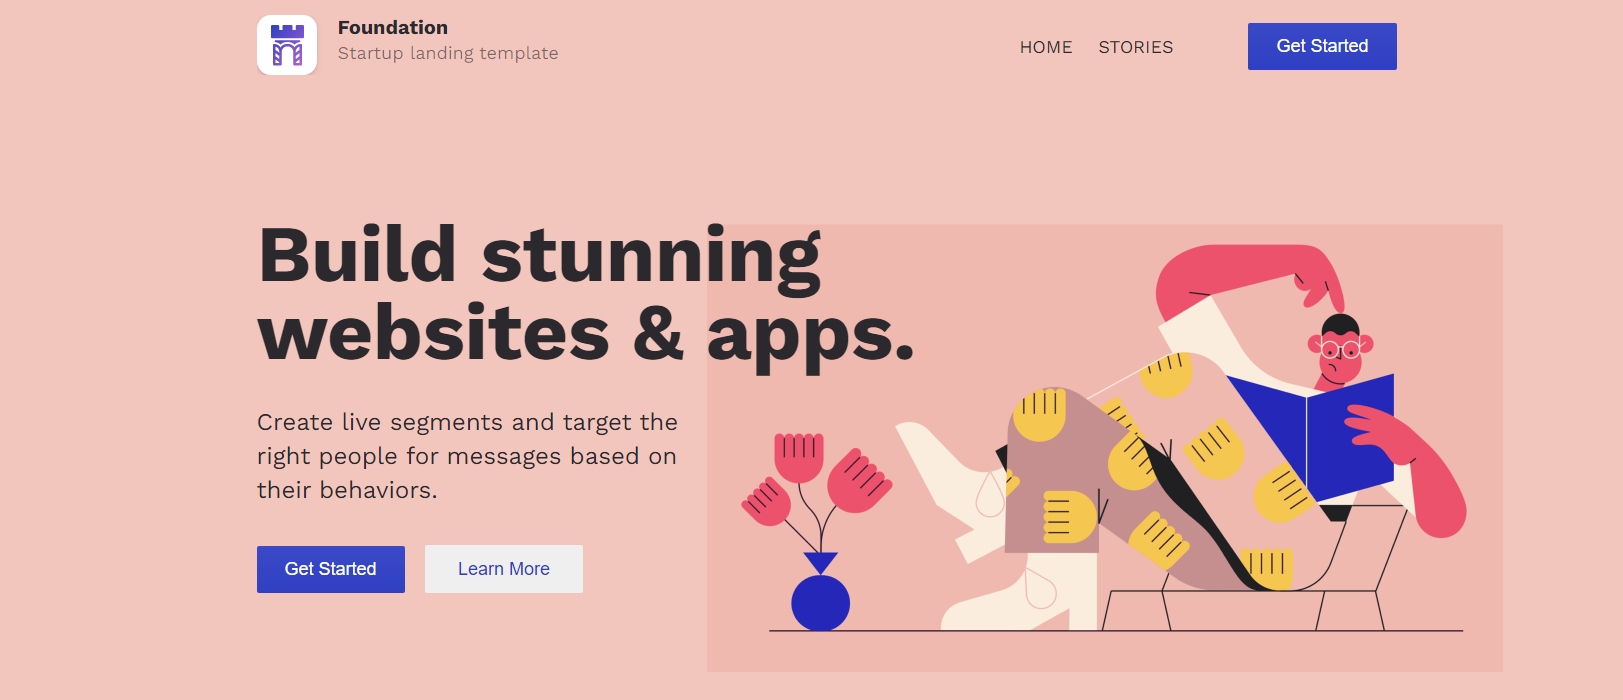 Foundation
Startup landing template
HOME STORIES
Get Started
Build stunning
websites & apps.
Create live segments and target the
right people for messages based on
their behaviors.
Get Started
Learn More